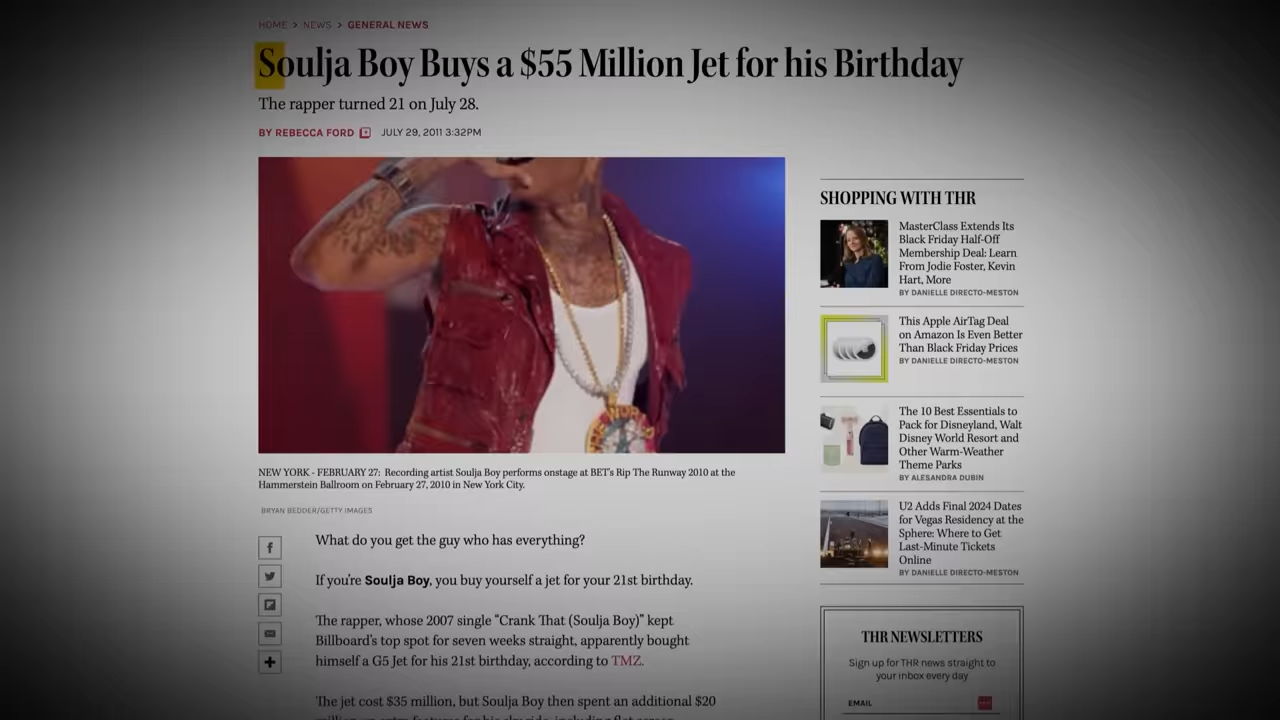 HOME > NEWS > GENERAL NEWS
Soulja Boy Buys a $55 Million Jet for his Birthday
The rapper turned 21 on July 28.
BY REBECCA FORD JULY 29, 2011 3:32PM
NEW YORK - FEBRUARY 27: Recording artist Soulja Boy performs onstage at BET's Rip The Runway 2010 at the
Hammerstein Ballroom on February 27, 2010 in New York City.
BRYAN BEDDER/GETTY IMAGES
What do you get the guy who has everything?
If you're Soulja Boy, you buy yourself a jet for your 21st birthday.
The rapper, whose 2007 single “Crank That (Soulja Boy)” kept
Billboard's top spot for seven weeks straight, apparently bought
himself a G5 Jet for his 21st birthday, according to TMZ.
The jet cost $35 million, but Soulja Boy then spent an additional $20
SHOPPING WITH THR
MasterClass Extends Its
Black Friday Half-Off
Membership Deal: Learn
From Jodie Foster, Kevin
Hart, More
BY DANIELLE DIRECTO-MESTON
This Apple AirTag Deal
on Amazon Is Even Better
Than Black Friday Prices
BY DANIELLE DIRECTO-MESTON
The 10 Best Essentials to
Pack for Disneyland, Walt
Disney World Resort and
Other Warm-Weather
Theme Parks
BY ALESANDRA DUBIN
U2 Adds Final 2024 Dates
for Vegas Residency at the
Sphere: Where to Get
Last-Minute Tickets
Online
BY DANIELLE DIRECTO-MESTON
THR NEWSLETTERS
Sign up for THR news straight to
your inbox every day
EMAIL